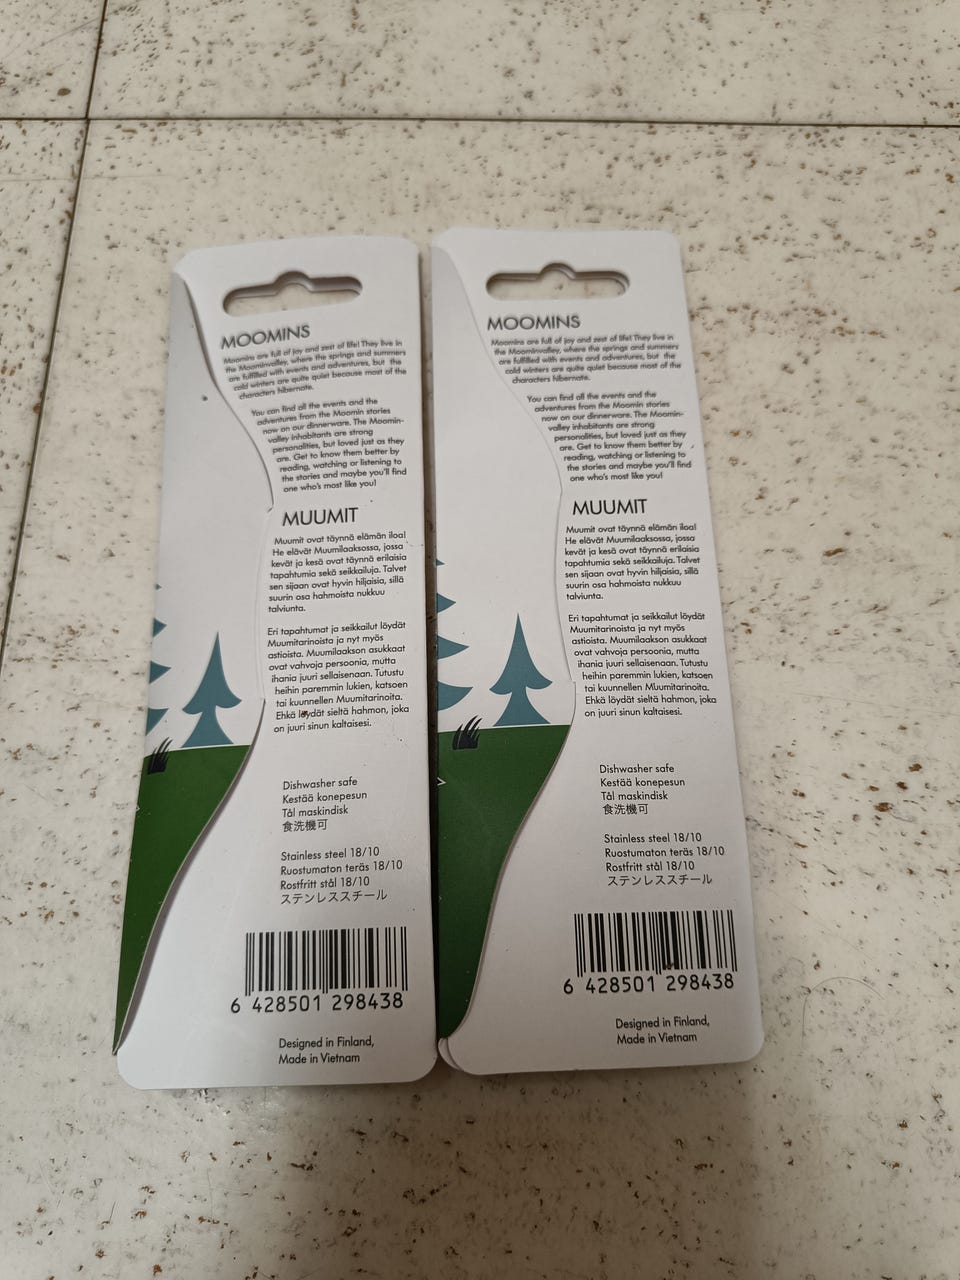 MOOMINS
Moomins are full of joy and zest of life! They live in
the Moominvalley, where the springs and summers
are fulfilled with events and adventures, but the
cold winters are quite quiet because most of the
characters hibernate.
You can find all the events and the
adventures from the Moomin stories
now on our dinnerware. The Moomin-
valley inhabitants are strong
personalities, but loved just as they
are. Get to know them better by
reading, watching or listening to
the stories and maybe you'll find
one who's most like you!
MUUMIT
Muumit ovat täynnä elämän iloa!
He elävät Muumilaaksossa, jossa
kevät ja kesä ovat täynnä erilaisia
tapahtumia sekä seikkailuja. Talvet
sen sijaan ovat hyvin hiljaisia, sillä
suurin osa hahmoista nukkuu
talviunta.
Eri tapahtumat ja seikkailut löydät
Muumitarinoista ja nyt myös
astioista. Muumilaakson asukkaat
ovat vahvoja persoonia, mutta
ihania juuri sellaisenaan. Tutustu
heihin paremmin lukien, katsoen
tai kuunnellen Muumitarinoita.
Ehkä löydät sieltä hahmon, joka
on juuri sinun kaltaisesi.
Dishwasher safe
Kestää konepesun
Tål maskindisk
食洗機可
Stainless steel 18/10
Ruostumaton teräs 18/10
Rostfritt stål 18/10
ステンレススチール
6 428501 298438
Designed in Finland,
Made in Vietnam
MOOMINS
Moomins are full of joy and zest of life! They live in
the Moominvalley, where the springs and summers
are fulfilled with events and adventures, but the
cold winters are quite quiet because most of the
characters hibernate.
You can find all the events and the
adventures from the Moomin stories
now on our dinnerware. The Moomin-
valley inhabitants are strong
personalities, but loved just as they
are. Get to know them better by
reading, watching or listening to
the stories and maybe you'll find
one who's most like you!
MUUMIT
Muumit ovat täynnä elämän iloa!
He elävät Muumilaaksossa, jossa
kevät ja kesä ovat täynnä erilaisia
tapahtumia sekä seikkailuja. Talvet
sen sijaan ovat hyvin hiljaisia, sillä
suurin osa hahmoista nukkuu
talviunta.
Eri tapahtumat ja seikkailut löydät
Muumitarinoista ja nyt myös
astioista. Muumilaakson asukkaat
ovat vahvoja persoonia, mutta
ihania juuri sellaisenaan. Tutustu
heihin paremmin lukien, katsoen
tai kuunnellen Muumitarinoita.
Ehkä löydät sieltä hahmon, joka
on juuri sinun kaltaisesi.
Dishwasher safe
Kestää konepesun
Tål maskindisk
食洗機可
Stainless steel 18/10
Ruostumaton teräs 18/10
Rostfritt stål 18/10
ステンレススチール
6 428501 298438
Designed in Finland,
Made in Vietnam